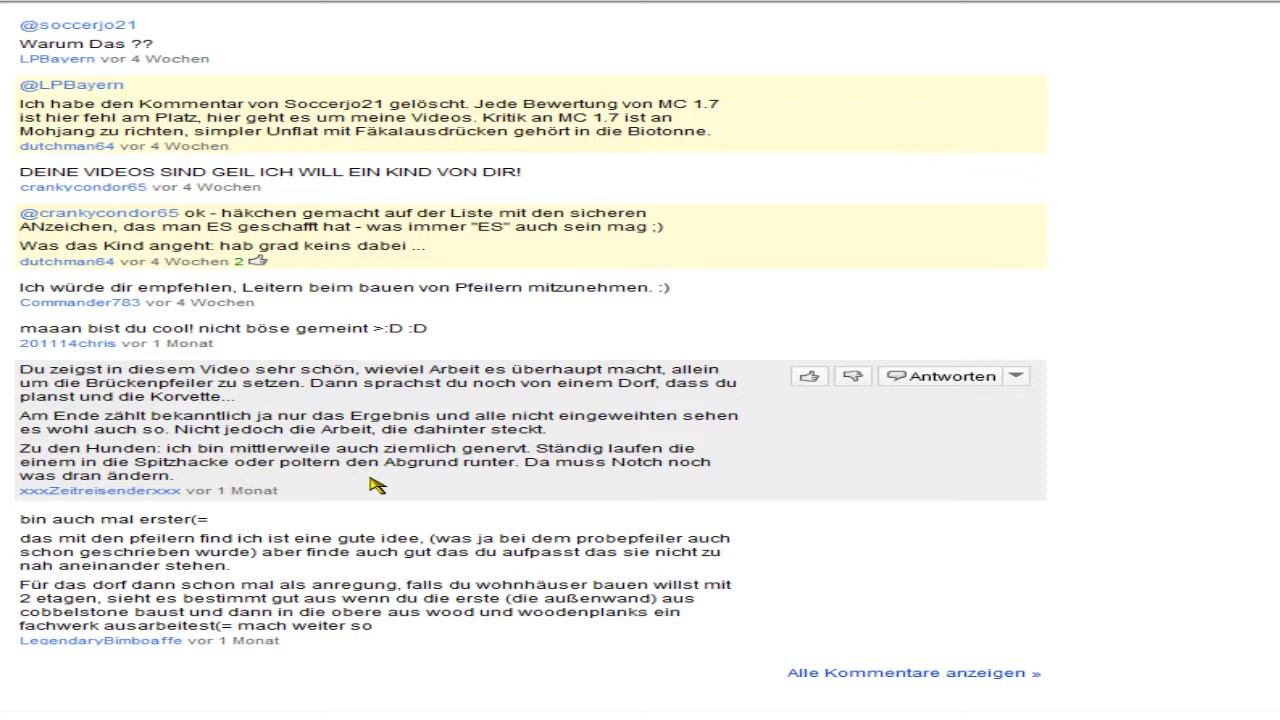 @soccerjo21
Warum Das ??
LPBayern vor 4 Wochen
@LPBayern
Ich habe den Kommentar von Soccerjo21 gelöscht. Jede Bewertung von MC 1.7
ist hier fehl am Platz, hier geht es um meine Videos. Kritik an MC 1.7 ist an
Mohjang zu richten, simpler Unflat mit Fäkalausdrücken gehört in die Biotonne.
dutchman64 vor 4 Wochen
DEINE VIDEOS SIND GEIL ICH WILL EIN KIND VON DIR!
crankycondor65 vor 4 Wochen
@crankycondor65 ok - häkchen gemacht auf der Liste mit den sicheren
ANzeichen, das man ES geschafft hat - was immer "ES" auch sein mag ;)
Was das Kind angeht: hab grad keins dabei ...
dutchman64 vor 4 Wochen 2
Ich würde dir empfehlen, Leitern beim bauen von Pfeilern mitzunehmen. :)
Commander783 vor 4 Wochen
maaan bist du cool! nicht böse gemeint >:D :D
201114chris vor 1 Monat
Du zeigst in diesem Video sehr schön, wieviel Arbeit es überhaupt macht, allein
um die Brückenpfeiler zu setzen. Dann sprachst du noch von einem Dorf, dass du
planst und die Korvette...
Antworten
Am Ende zählt bekanntlich ja nur das Ergebnis und alle nicht eingeweihten sehen
es wohl auch so. Nicht jedoch die Arbeit, die dahinter steckt.
Zu den Hunden: ich bin mittlerweile auch ziemlich genervt. Ständig laufen die
einem in die Spitzhacke oder poltern den Abgrund runter. Da muss Notch noch
was dran ändern.
xxxZeitreisenderxxx vor 1 Monat
bin auch mal erster(=
das mit den pfeilern find ich ist eine gute idee, (was ja bei dem probepfeiler auch
schon geschrieben wurde) aber finde auch gut das du aufpasst das sie nicht zu
nah aneinander stehen.
Für das dorf dann schon mal als anregung, falls du wohnhäuser bauen willst mit
2 etagen, sieht es bestimmt gut aus wenn du die erste (die außenwand) aus
cobbelstone baust und dann in die obere aus wood und woodenplanks ein
fachwerk ausarbeitest(= mach weiter so
LegendaryBimboaffe vor 1 Monat
Alle Kommentare anzeigen »